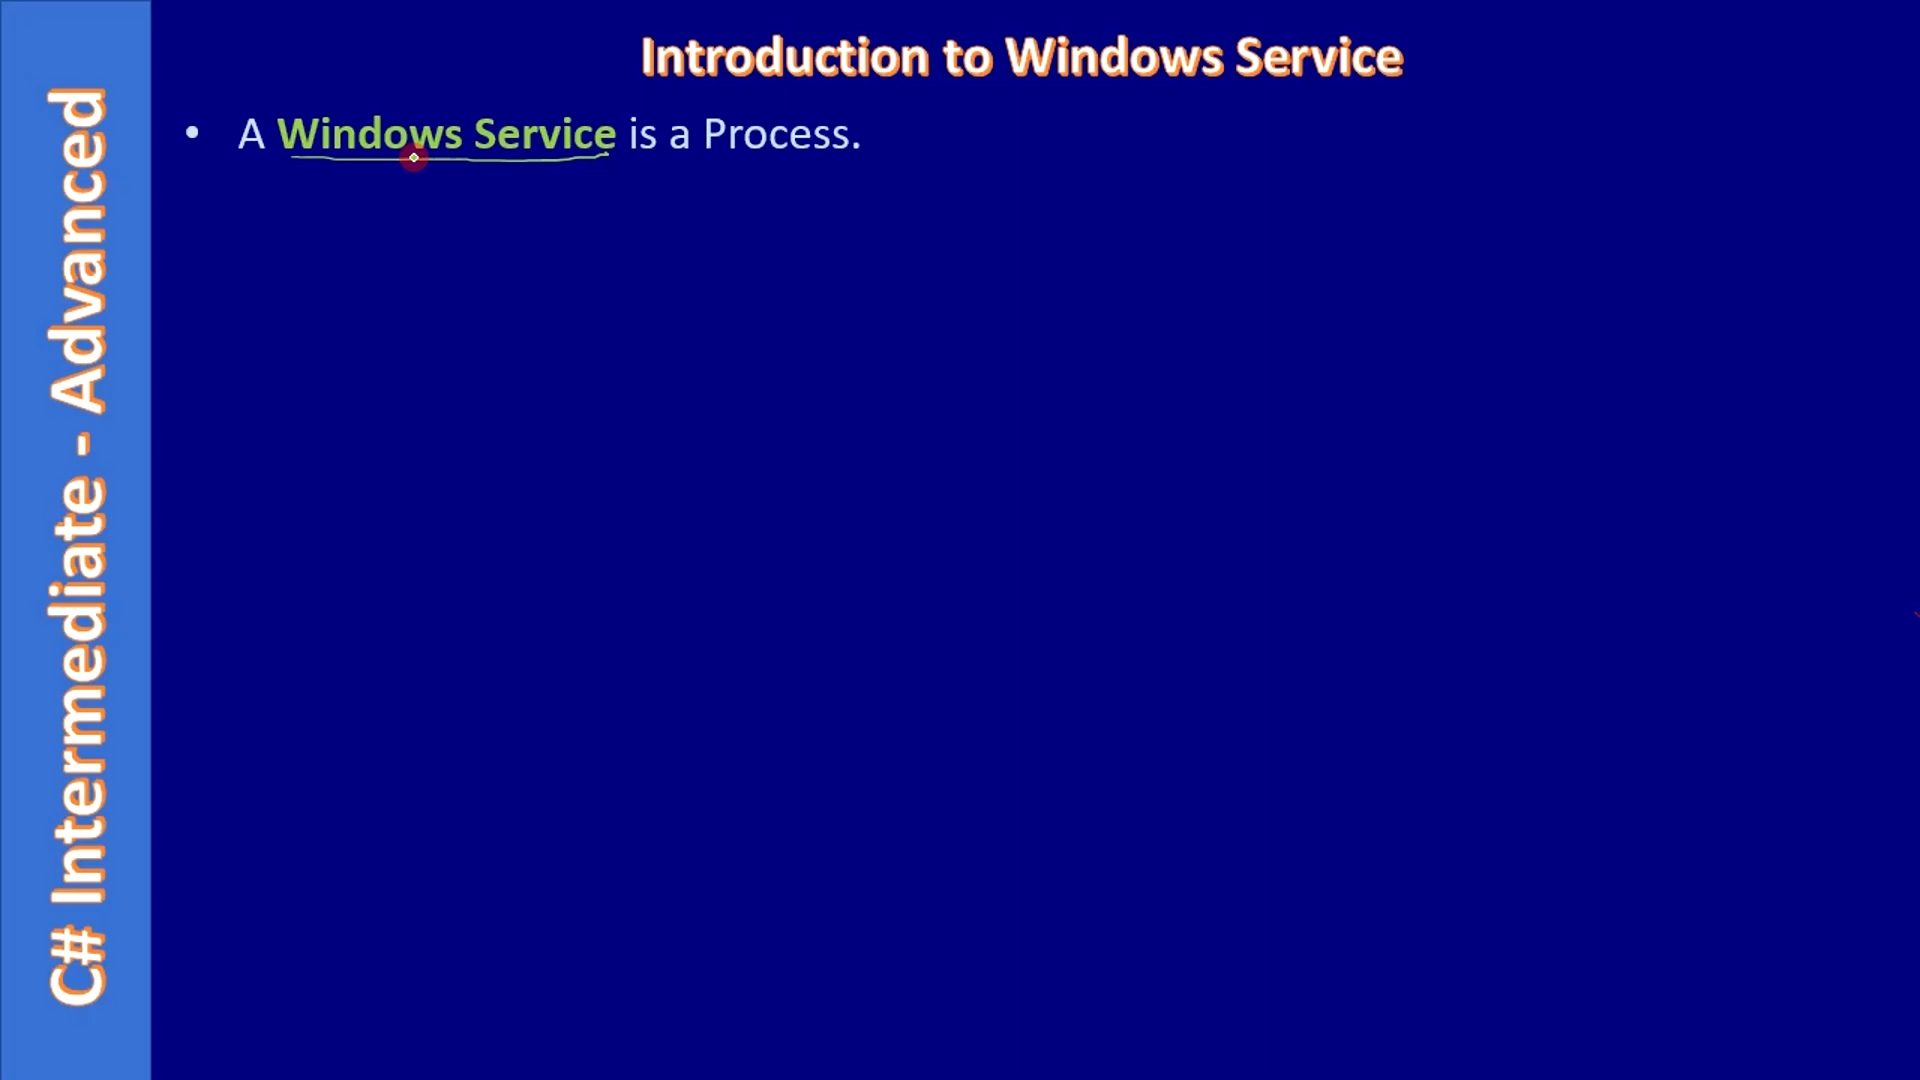 Introduction to Windows Service
• A Windows Service is a Process.
C# Intermediate - Advanced